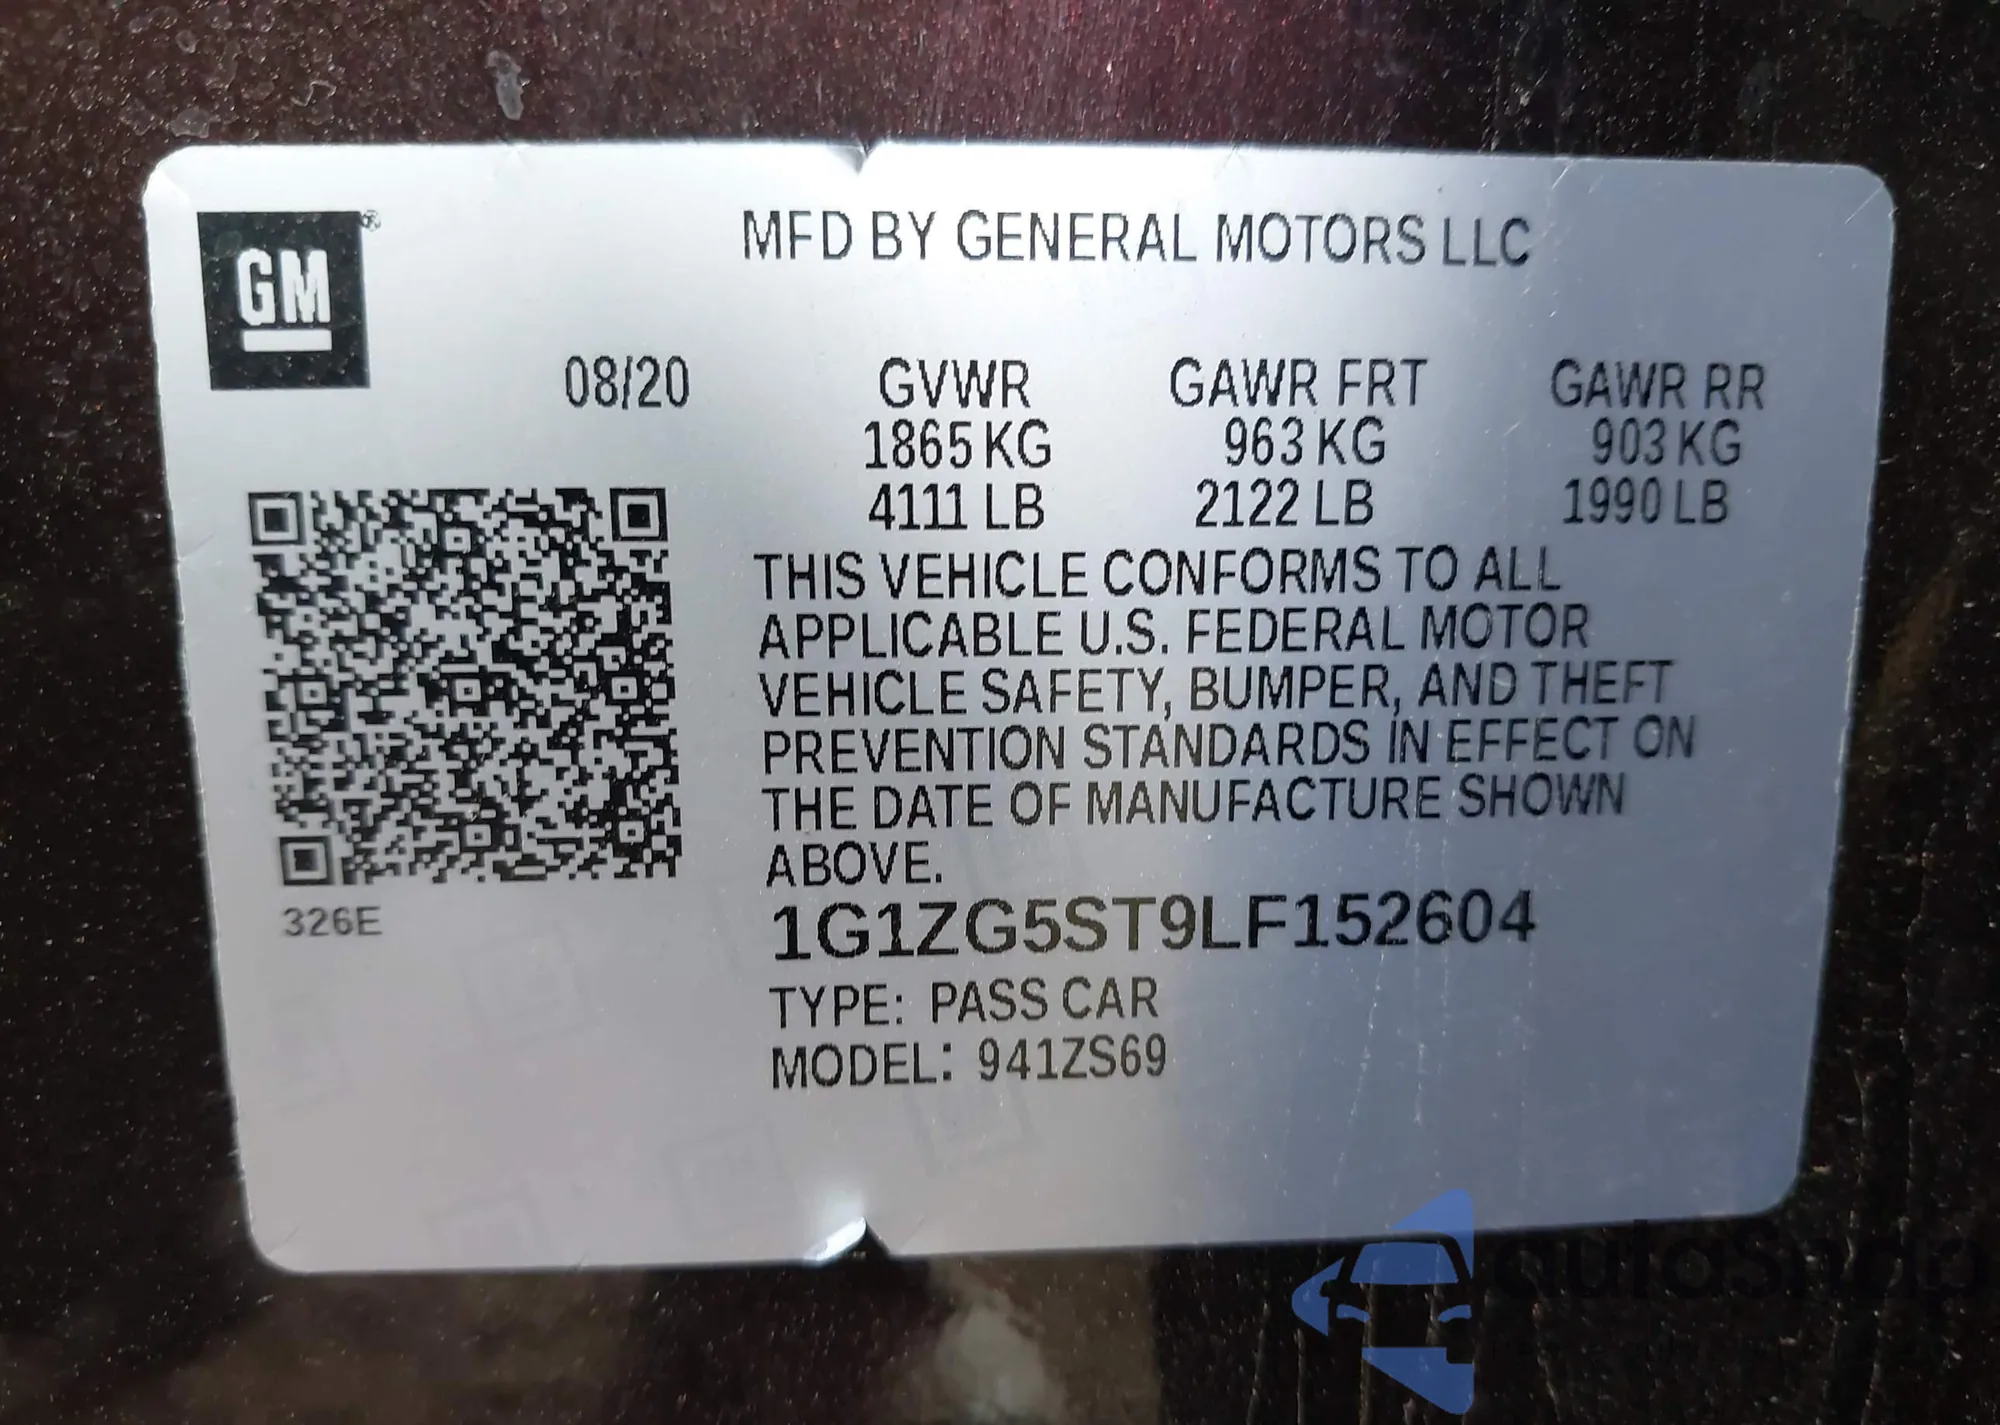 GM®
MFD BY GENERAL MOTORS LLC
08/20 GVWR GAWR FRT GAWR RR
1865 KG 963 KG 903 KG
4111 LB 2122 LB 1990 LB
THIS VEHICLE CONFORMS TO ALL
APPLICABLE U.S. FEDERAL MOTOR
VEHICLE SAFETY, BUMPER, AND THEFT
PREVENTION STANDARDS IN EFFECT ON
THE DATE OF MANUFACTURE SHOWN
ABOVE.
326E
1G1ZG5ST9LF152604
TYPE: PASS CAR
MODEL: 941ZS69
autoSnap